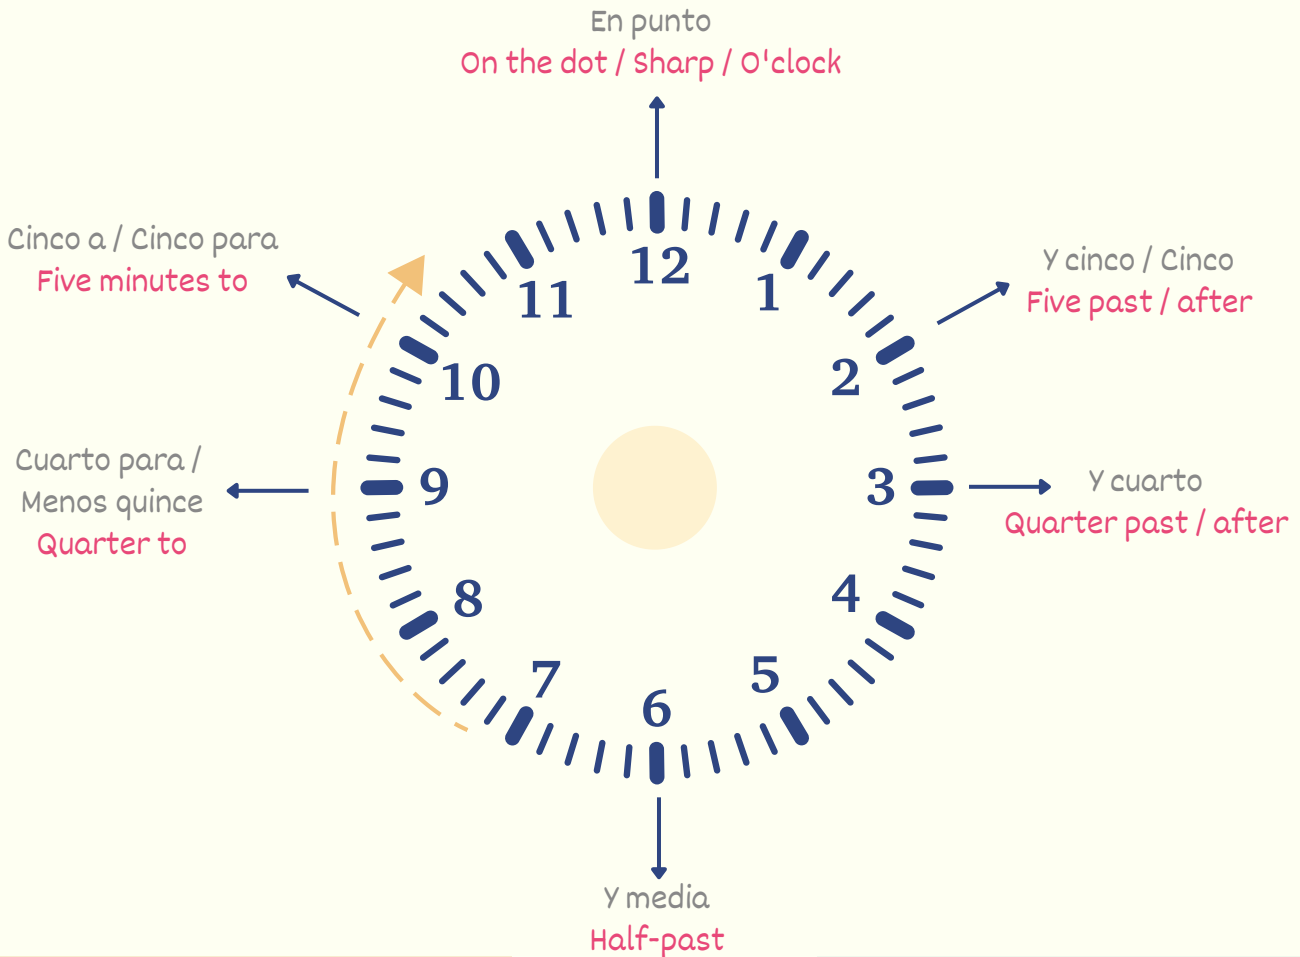 En punto
On the dot / Sharp / O'clock
Cinco a / Cinco para
Five minutes to
Y cinco / Cinco
Five past / after
12
11
1
10
2
Cuarto para /
Menos quince
Quarter to
9
3
Y cuarto
Quarter past / after
8
4
7
5
6
Y media
Half-past